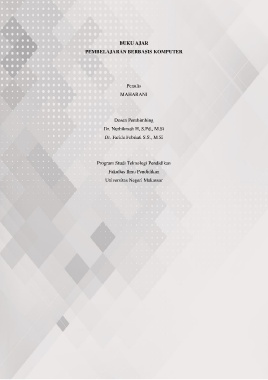 BUKU AJAR
PEMBELAJARAN BERBASIS KOMPUTER
Penulis
MAHARANI
Dosen Pembimbing
Dr. Nurhikmah H, S.Pd., M.Si
Dr. Farida Febriati S.S., M.Si
Program Studi Teknologi Pendidikan
Fakultas Ilmu Pendidikan
Universitas Negeri Makassar